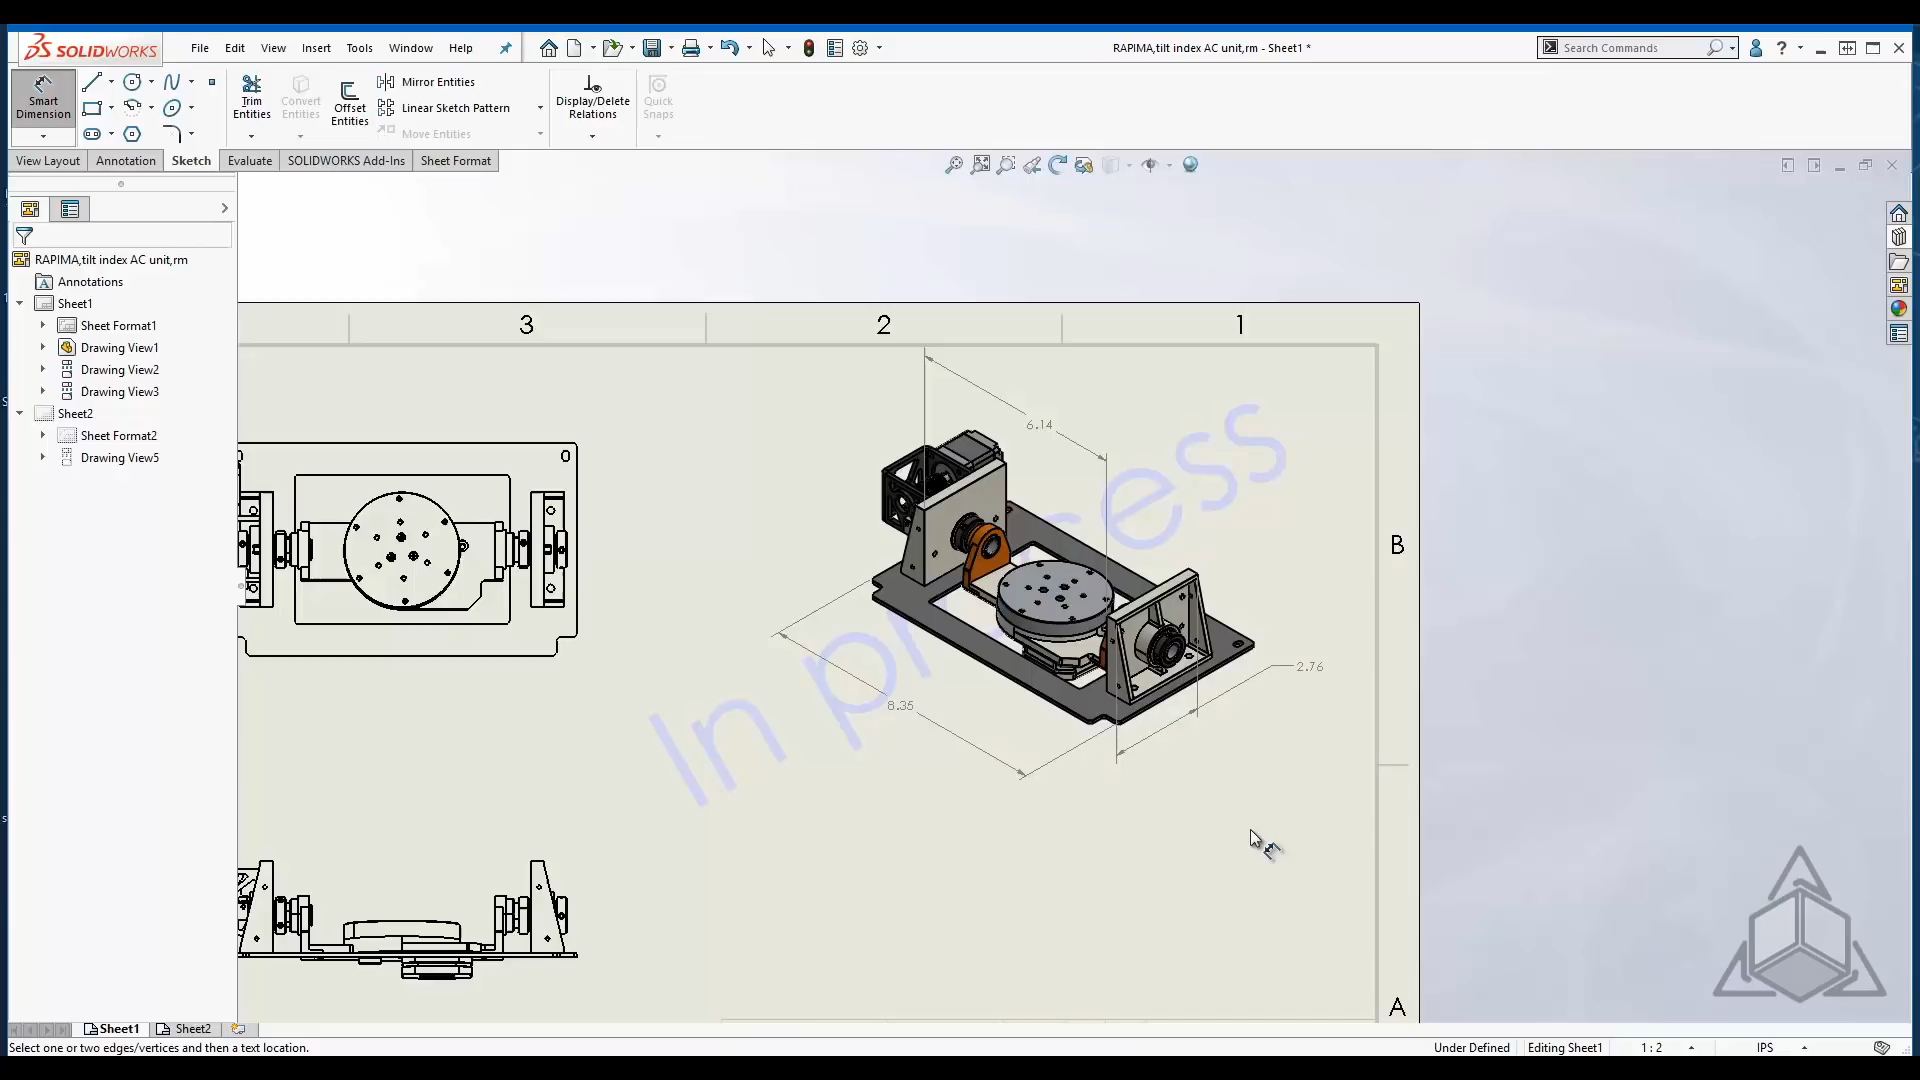 SOLIDWORKS
File Edit View Insert Tools Window Help
RAPIMA,tilt index AC unit,rm - Sheet1 *
Search Commands
Smart Dimension
Trim Entities
Convert Entities
Offset Entities
Mirror Entities
Linear Sketch Pattern
Move Entities
Display/Delete Relations
Quick Snaps
View Layout Annotation Sketch Evaluate SOLIDWORKS Add-Ins Sheet Format
RAPIMA,tilt index AC unit,rm
Annotations
Sheet1
Sheet Format1
Drawing View1
Drawing View2
Drawing View3
Sheet2
Sheet Format2
Drawing View5
3 2 1
6.14
In process
B
2.76
8.35
A
Sheet1 Sheet2
Select one or two edges/vertices and then a text location.
Under Defined Editing Sheet1 1 : 2 IPS